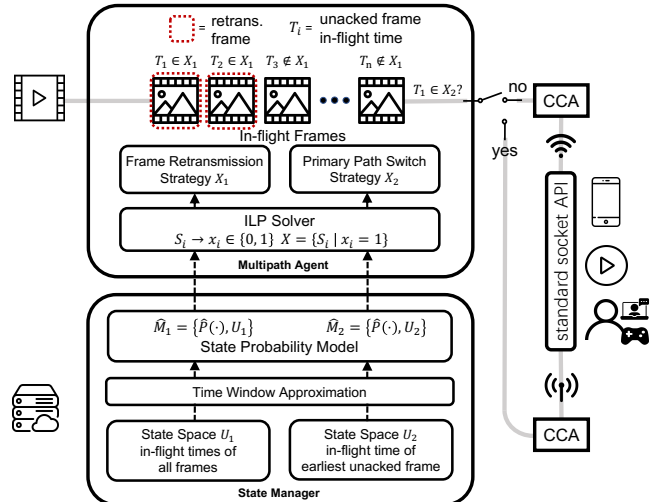 = retrans. frame
T_i = unacked frame in-flight time
T_1 ∈ X_1
T_2 ∈ X_1
T_3 ∉ X_1
T_n ∉ X_1
T_1 ∈ X_2?
no
CCA
yes
In-flight Frames
Frame Retransmission
Strategy X_1
Primary Path Switch
Strategy X_2
ILP Solver
S_i → x_i ∈ {0, 1} X = {S_i | x_i = 1}
Multipath Agent
standard socket API
M̂_1 = {P̂(·), U_1}
M̂_2 = {P̂(·), U_2}
State Probability Model
Time Window Approximation
State Space U_1
in-flight times of
all frames
State Space U_2
in-flight time of
earliest unacked frame
State Manager
CCA